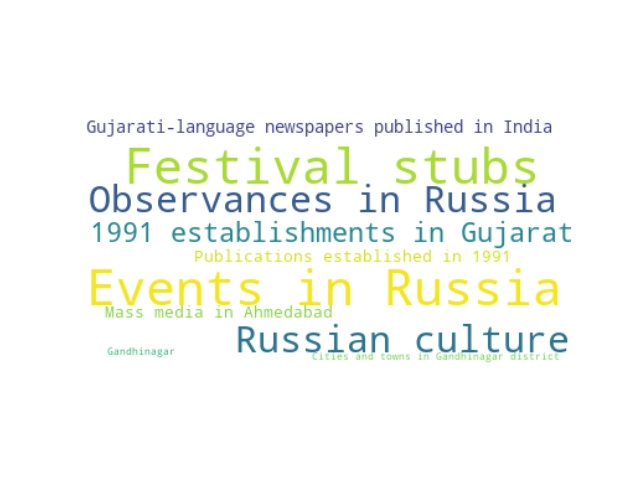 Gujarati-language newspapers published in India
Festival stubs
Observances in Russia
1991 establishments in Gujarat
Publications established in 1991
Events in Russia
Mass media in Ahmedabad
Russian culture
Gandhinagar
Cities and towns in Gandhinagar district